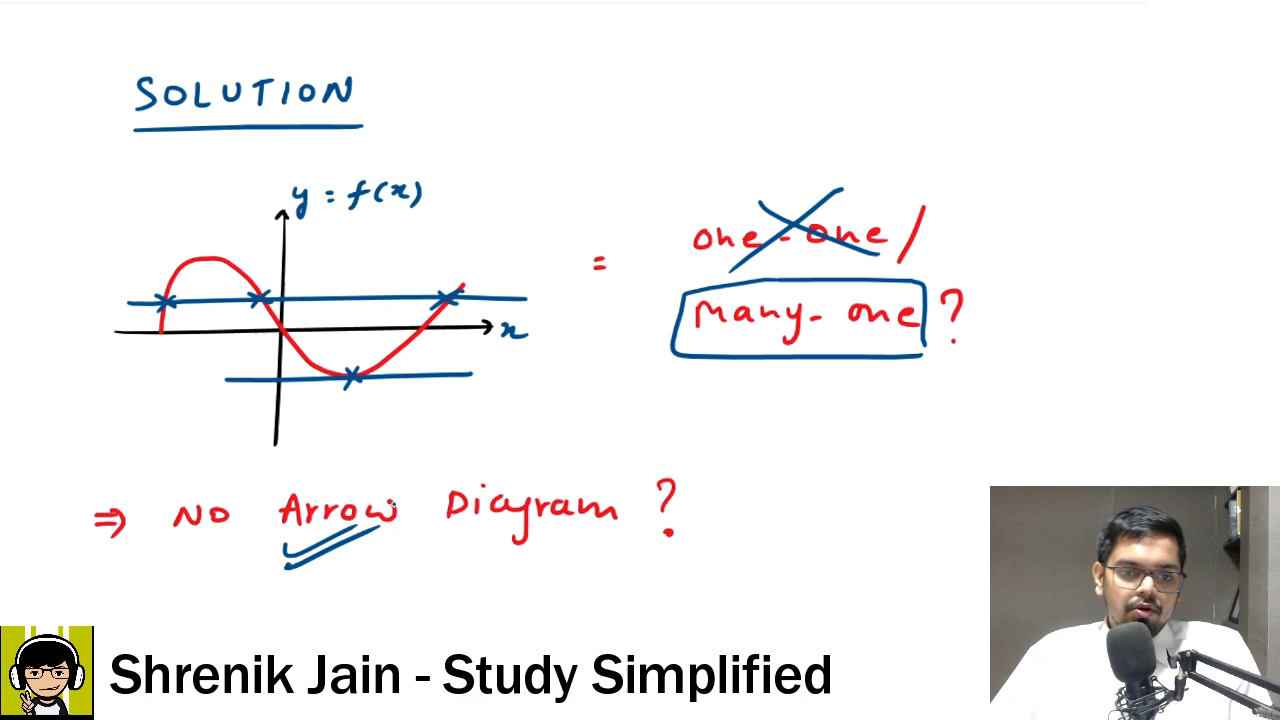 SOLUTION
y = f(x)
x
=
one - one /
many - one ?
⇒ NO Arrow Diagram ?
Shrenik Jain - Study Simplified